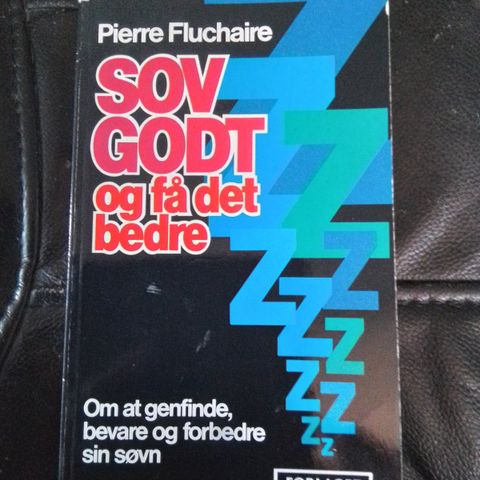 Pierre Fluchaire
SOV
GODT
og få det
bedre
Z
Z
Z
Z
Z
Z
Z
Z
Z
Z
z
z
Om at genfinde,
bevare og forbedre
sin søvn